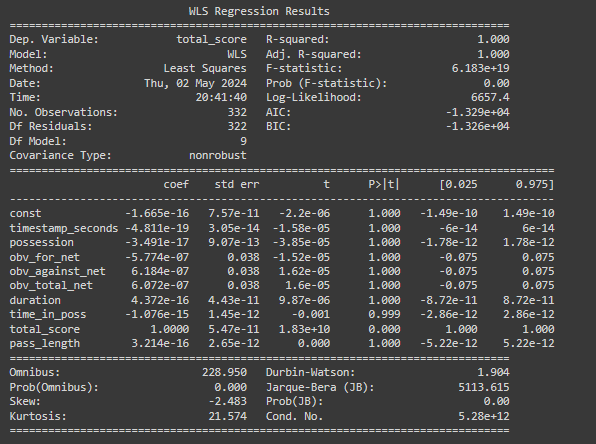 WLS Regression Results
==============================================================================
Dep. Variable:            total_score   R-squared:                       1.000
Model:                            WLS   Adj. R-squared:                  1.000
Method:                 Least Squares   F-statistic:                 6.183e+19
Date:                Thu, 02 May 2024   Prob (F-statistic):               0.00
Time:                        20:41:40   Log-Likelihood:                 6657.4
No. Observations:                 332   AIC:                        -1.329e+04
Df Residuals:                     322   BIC:                        -1.326e+04
Df Model:                           9
Covariance Type:            nonrobust
=====================================================================================
                        coef    std err          t      P>|t|      [0.025      0.975]
-------------------------------------------------------------------------------------
const             -1.665e-16   7.57e-11   -2.2e-06      1.000   -1.49e-10    1.49e-10
timestamp_seconds -4.811e-19   3.05e-14  -1.58e-05      1.000      -6e-14       6e-14
possession        -3.491e-17   9.07e-13  -3.85e-05      1.000   -1.78e-12    1.78e-12
obv_for_net       -5.774e-07      0.038  -1.52e-05      1.000      -0.075       0.075
obv_against_net    6.184e-07      0.038   1.62e-05      1.000      -0.075       0.075
obv_total_net      6.072e-07      0.038    1.6e-05      1.000      -0.075       0.075
duration           4.372e-16   4.43e-11   9.87e-06      1.000   -8.72e-11    8.72e-11
time_in_poss      -1.076e-15   1.45e-12     -0.001      0.999   -2.86e-12    2.86e-12
total_score           1.0000   5.47e-11   1.83e+10      0.000       1.000       1.000
pass_length        3.214e-16   2.65e-12      0.000      1.000   -5.22e-12    5.22e-12
==============================================================================
Omnibus:                      228.950   Durbin-Watson:                   1.904
Prob(Omnibus):                  0.000   Jarque-Bera (JB):             5113.615
Skew:                          -2.483   Prob(JB):                         0.00
Kurtosis:                      21.574   Cond. No.                     5.28e+12
==============================================================================